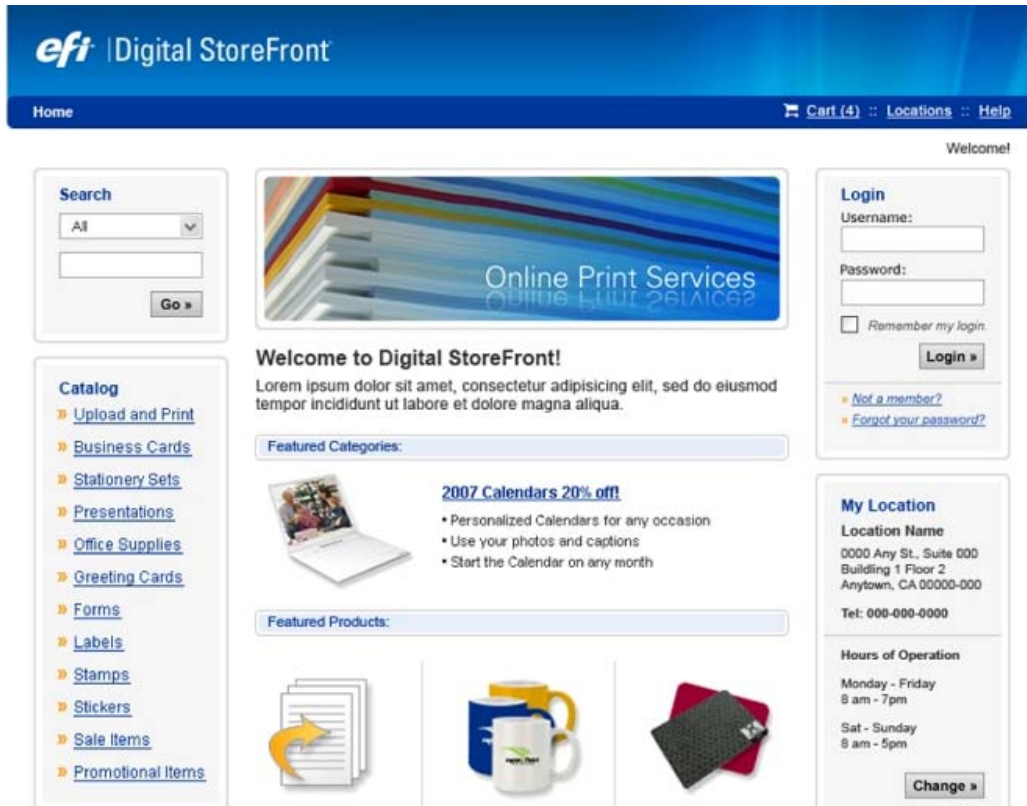 efi | Digital StoreFront
Home
Cart (4) :: Locations :: Help
Welcome!
Search
All
Go »
Catalog
» Upload and Print
» Business Cards
» Stationery Sets
» Presentations
» Office Supplies
» Greeting Cards
» Forms
» Labels
» Stamps
» Stickers
» Sale Items
» Promotional Items
Online Print Services
Welcome to Digital StoreFront!
Lorem ipsum dolor sit amet, consectetur adipisicing elit, sed do eiusmod
tempor incididunt ut labore et dolore magna aliqua.
Featured Categories:
2007 Calendars 20% off!
• Personalized Calendars for any occasion
• Use your photos and captions
• Start the Calendar on any month
Featured Products:
Login
Username:
Password:
Remember my login.
Login »
» Not a member?
» Forgot your password?
My Location
Location Name
0000 Any St., Suite 000
Building 1 Floor 2
Anytown, CA 00000-000
Tel: 000-000-0000
Hours of Operation
Monday - Friday
8 am - 7pm
Sat - Sunday
8 am - 5pm
Change »